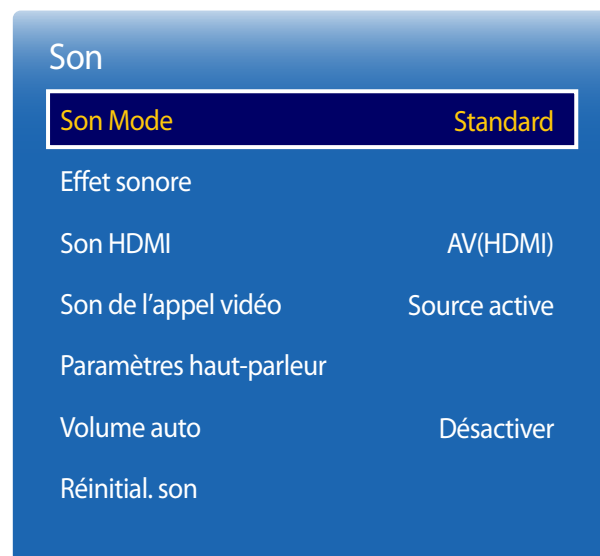 Son
Son Mode Standard
Effet sonore
Son HDMI AV(HDMI)
Son de l’appel vidéo Source active
Paramètres haut-parleur
Volume auto Désactiver
Réinitial. son